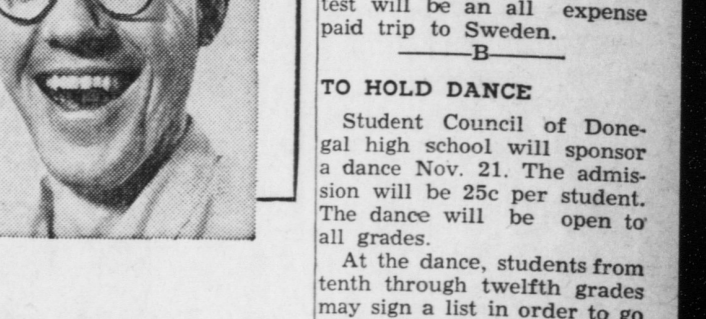 test will be an all expense
paid trip to Sweden.
B
TO HOLD DANCE
Student Council of Done-
gal high school will sponsor
a dance Nov. 21. The admis-
sion will be 25c per student.
The dance will be open to
all grades.
At the dance, students from
tenth through twelfth grades
may sign a list in order to go